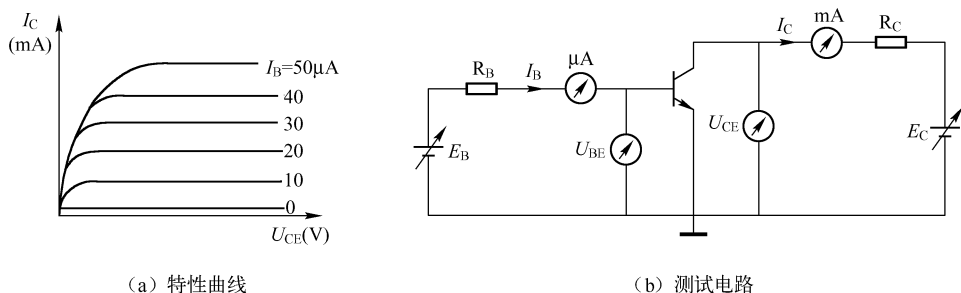 I_C
(mA)
I_B=50μA
40
30
20
10
0
U_CE(V)
（a）特性曲线
R_B
I_B
μA
I_C
mA
R_C
E_B
U_BE
U_CE
E_C
（b）测试电路